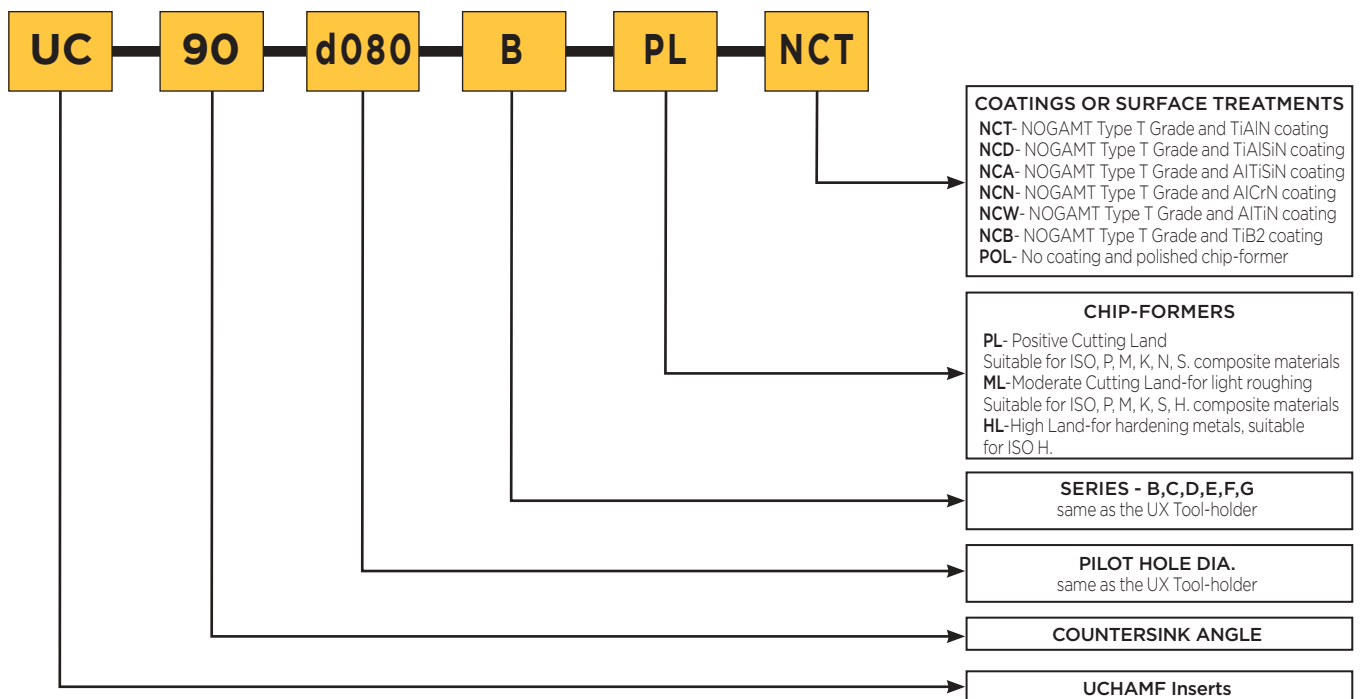 UC 90 d080 B PL NCT
COATINGS OR SURFACE TREATMENTS
NCT- NOGAMT Type T Grade and TiAlN coating
NCD- NOGAMT Type T Grade and TiAlSiN coating
NCA- NOGAMT Type T Grade and AlTiSiN coating
NCN- NOGAMT Type T Grade and AlCrN coating
NCW- NOGAMT Type T Grade and AlTiN coating
NCB- NOGAMT Type T Grade and TiB2 coating
POL- No coating and polished chip-former
CHIP-FORMERS
PL- Positive Cutting Land
Suitable for ISO, P, M, K, N, S. composite materials
ML-Moderate Cutting Land-for light roughing
Suitable for ISO, P, M, K, S, H. composite materials
HL-High Land-for hardening metals, suitable
for ISO H.
SERIES - B,C,D,E,F,G
same as the UX Tool-holder
PILOT HOLE DIA.
same as the UX Tool-holder
COUNTERSINK ANGLE
UCHAMF Inserts